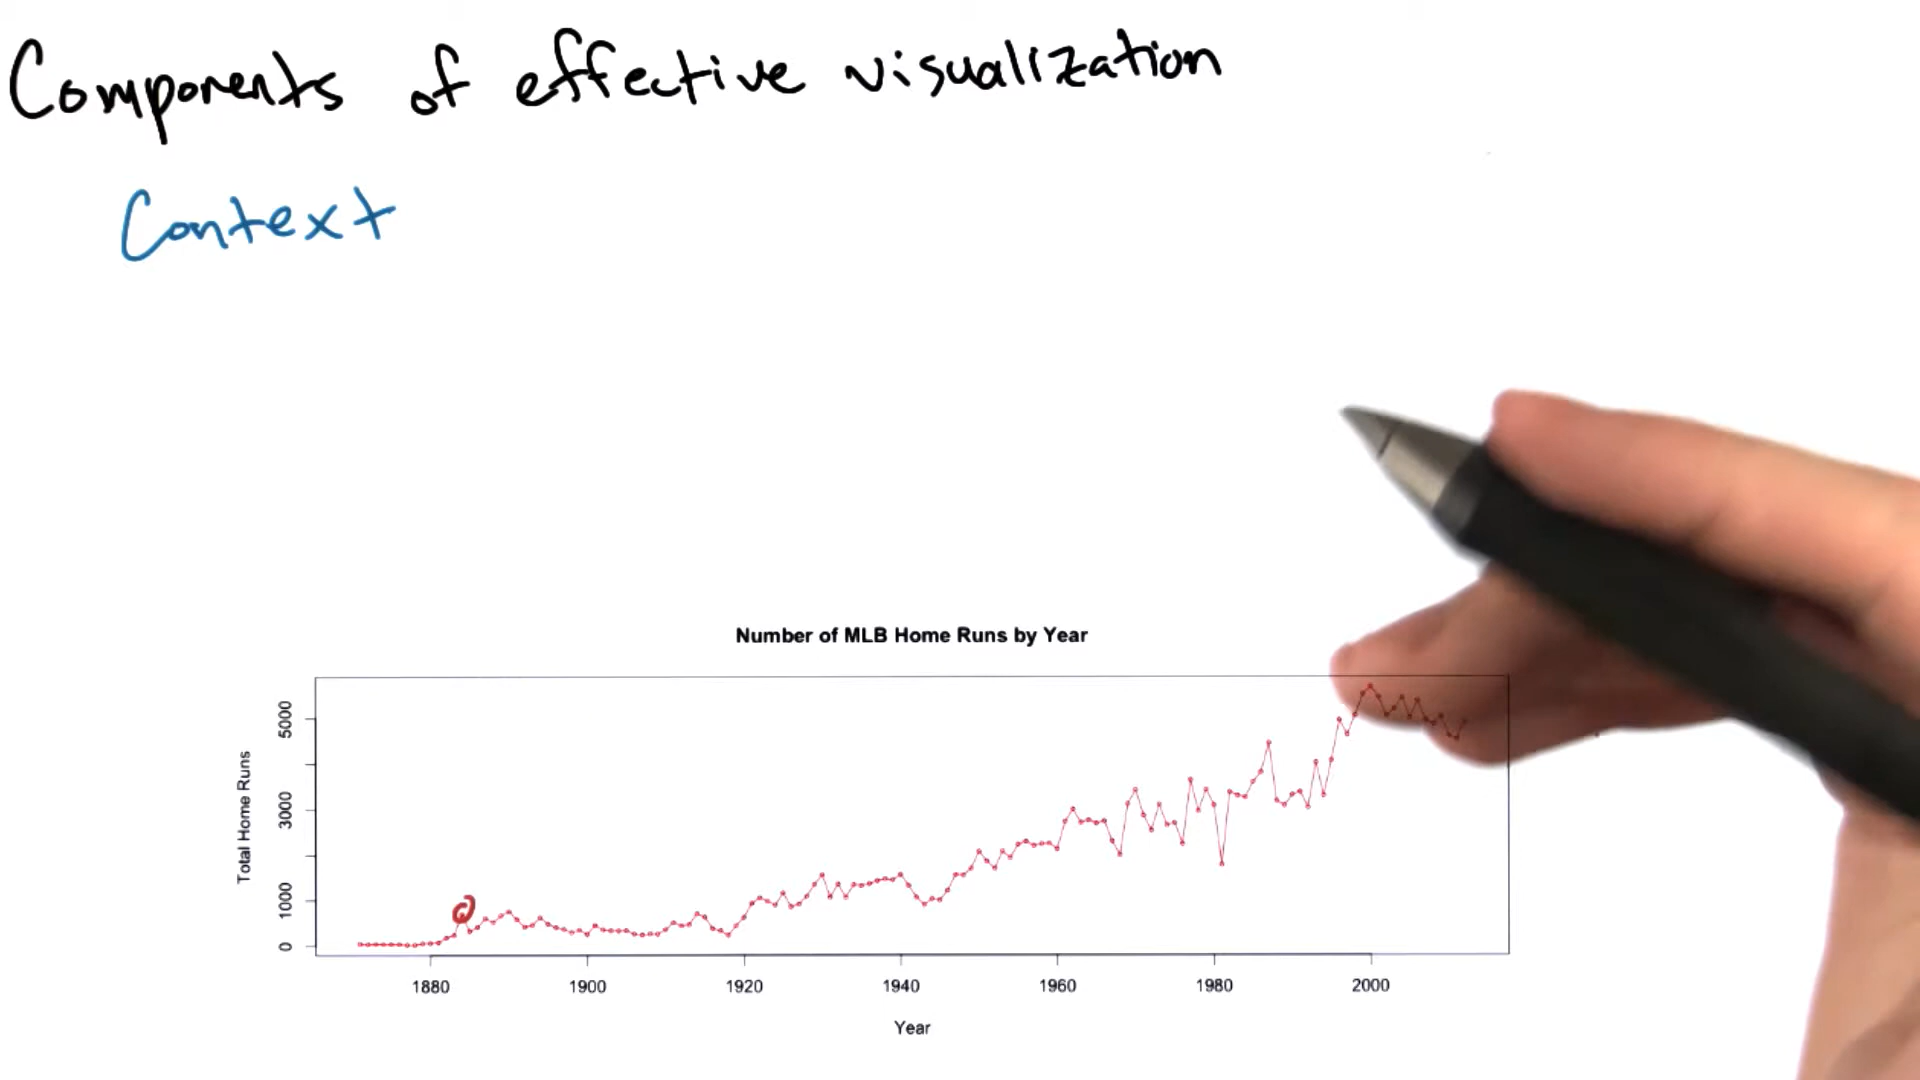 Components of effective visualization
Context
Number of MLB Home Runs by Year
Total Home Runs
5000
3000
1000
0
1880 1900 1920 1940 1960 1980 2000
Year